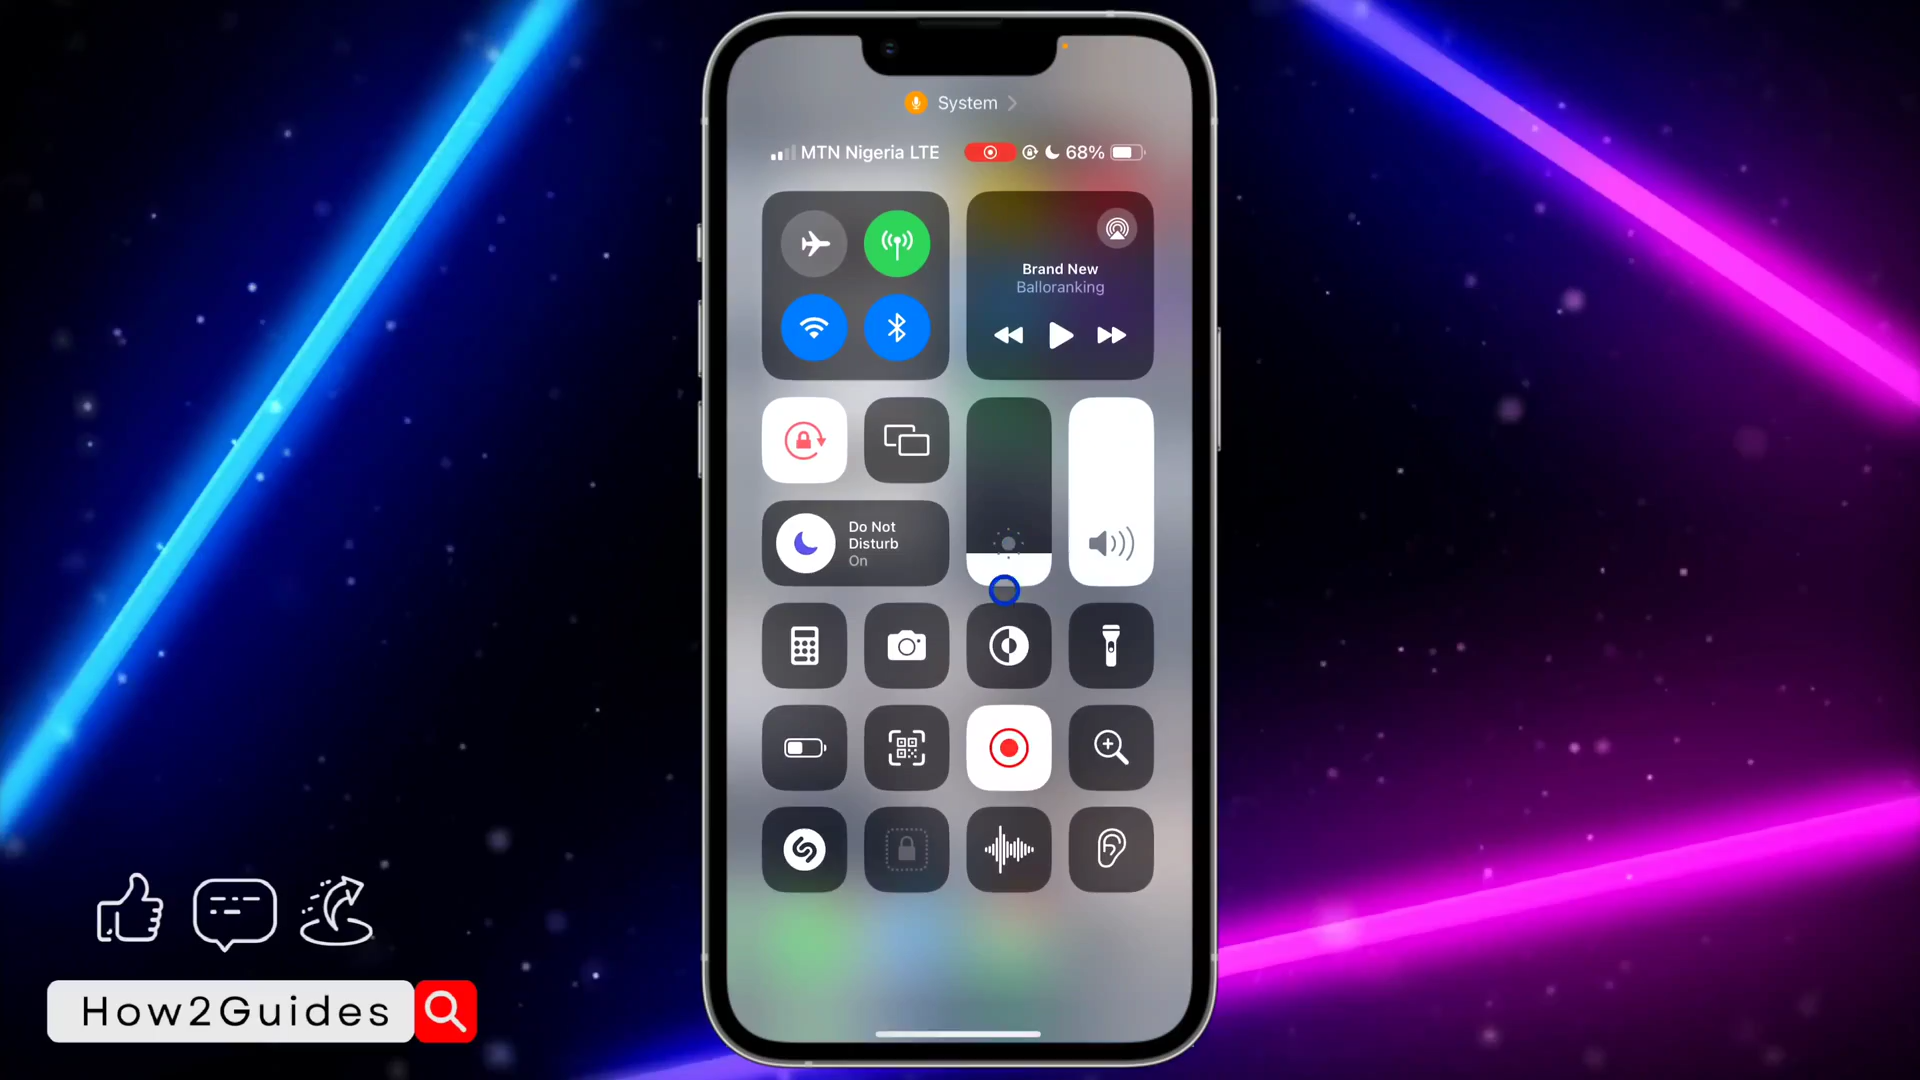 System
MTN Nigeria LTE 68%
Brand New
Balloranking
Do Not
Disturb
On
How2Guides